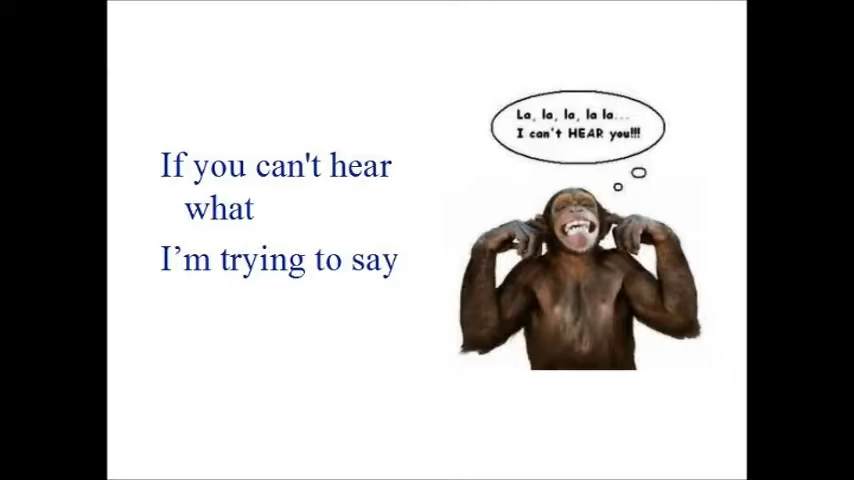 If you can't hear
what
I’m trying to say
La, la, la, la la...
I can't HEAR you!!!